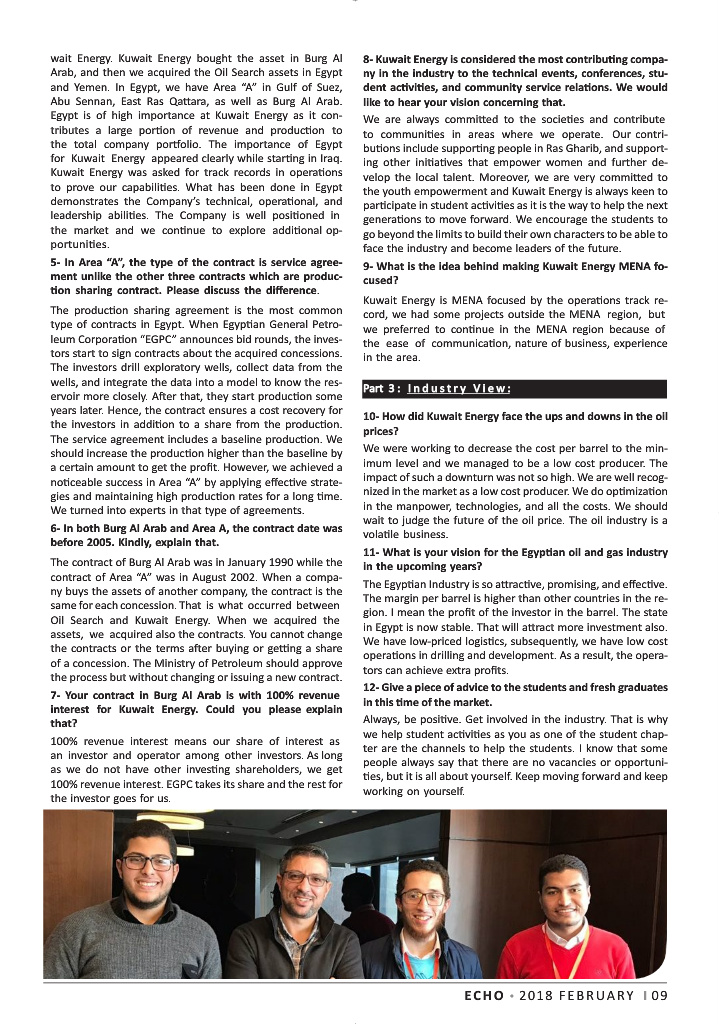 wait Energy. Kuwait Energy bought the asset in Burg Al
Arab, and then we acquired the Oil Search assets in Egypt
and Yemen. In Egypt, we have Area “A” in Gulf of Suez,
Abu Sennan, East Ras Qattara, as well as Burg Al Arab.
Egypt is of high importance at Kuwait Energy as it con-
tributes a large portion of revenue and production to
the total company portfolio. The importance of Egypt
for Kuwait Energy appeared clearly while starting in Iraq.
Kuwait Energy was asked for track records in operations
to prove our capabilities. What has been done in Egypt
demonstrates the Company’s technical, operational, and
leadership abilities. The Company is well positioned in
the market and we continue to explore additional op-
portunities.
5- In Area “A”, the type of the contract is service agree-
ment unlike the other three contracts which are produc-
tion sharing contract. Please discuss the difference.
The production sharing agreement is the most common
type of contracts in Egypt. When Egyptian General Petro-
leum Corporation “EGPC” announces bid rounds, the inves-
tors start to sign contracts about the acquired concessions.
The investors drill exploratory wells, collect data from the
wells, and integrate the data into a model to know the res-
ervoir more closely. After that, they start production some
years later. Hence, the contract ensures a cost recovery for
the investors in addition to a share from the production.
The service agreement includes a baseline production. We
should increase the production higher than the baseline by
a certain amount to get the profit. However, we achieved a
noticeable success in Area “A” by applying effective strate-
gies and maintaining high production rates for a long time.
We turned into experts in that type of agreements.
6- In both Burg Al Arab and Area A, the contract date was
before 2005. Kindly, explain that.
The contract of Burg Al Arab was in January 1990 while the
contract of Area “A” was in August 2002. When a compa-
ny buys the assets of another company, the contract is the
same for each concession. That is what occurred between
Oil Search and Kuwait Energy. When we acquired the
assets, we acquired also the contracts. You cannot change
the contracts or the terms after buying or getting a share
of a concession. The Ministry of Petroleum should approve
the process but without changing or issuing a new contract.
7- Your contract in Burg Al Arab is with 100% revenue
interest for Kuwait Energy. Could you please explain
that?
100% revenue interest means our share of interest as
an investor and operator among other investors. As long
as we do not have other investing shareholders, we get
100% revenue interest. EGPC takes its share and the rest for
the investor goes for us.
8- Kuwait Energy is considered the most contributing compa-
ny in the industry to the technical events, conferences, stu-
dent activities, and community service relations. We would
like to hear your vision concerning that.
We are always committed to the societies and contribute
to communities in areas where we operate. Our contri-
butions include supporting people in Ras Gharib, and support-
ing other initiatives that empower women and further de-
velop the local talent. Moreover, we are very committed to
the youth empowerment and Kuwait Energy is always keen to
participate in student activities as it is the way to help the next
generations to move forward. We encourage the students to
go beyond the limits to build their own characters to be able to
face the industry and become leaders of the future.
9- What is the idea behind making Kuwait Energy MENA fo-
cused?
Kuwait Energy is MENA focused by the operations track re-
cord, we had some projects outside the MENA region, but
we preferred to continue in the MENA region because of
the ease of communication, nature of business, experience
in the area.
Part 3: Industry View:
10- How did Kuwait Energy face the ups and downs in the oil
prices?
We were working to decrease the cost per barrel to the min-
imum level and we managed to be a low cost producer. The
impact of such a downturn was not so high. We are well recog-
nized in the market as a low cost producer. We do optimization
in the manpower, technologies, and all the costs. We should
wait to judge the future of the oil price. The oil industry is a
volatile business.
11- What is your vision for the Egyptian oil and gas industry
in the upcoming years?
The Egyptian Industry is so attractive, promising, and effective.
The margin per barrel is higher than other countries in the re-
gion. I mean the profit of the investor in the barrel. The state
in Egypt is now stable. That will attract more investment also.
We have low-priced logistics, subsequently, we have low cost
operations in drilling and development. As a result, the opera-
tors can achieve extra profits.
12- Give a piece of advice to the students and fresh graduates
in this time of the market.
Always, be positive. Get involved in the industry. That is why
we help student activities as you as one of the student chap-
ter are the channels to help the students. I know that some
people always say that there are no vacancies or opportuni-
ties, but it is all about yourself. Keep moving forward and keep
working on yourself.
ECHO • 2018 FEBRUARY | 09